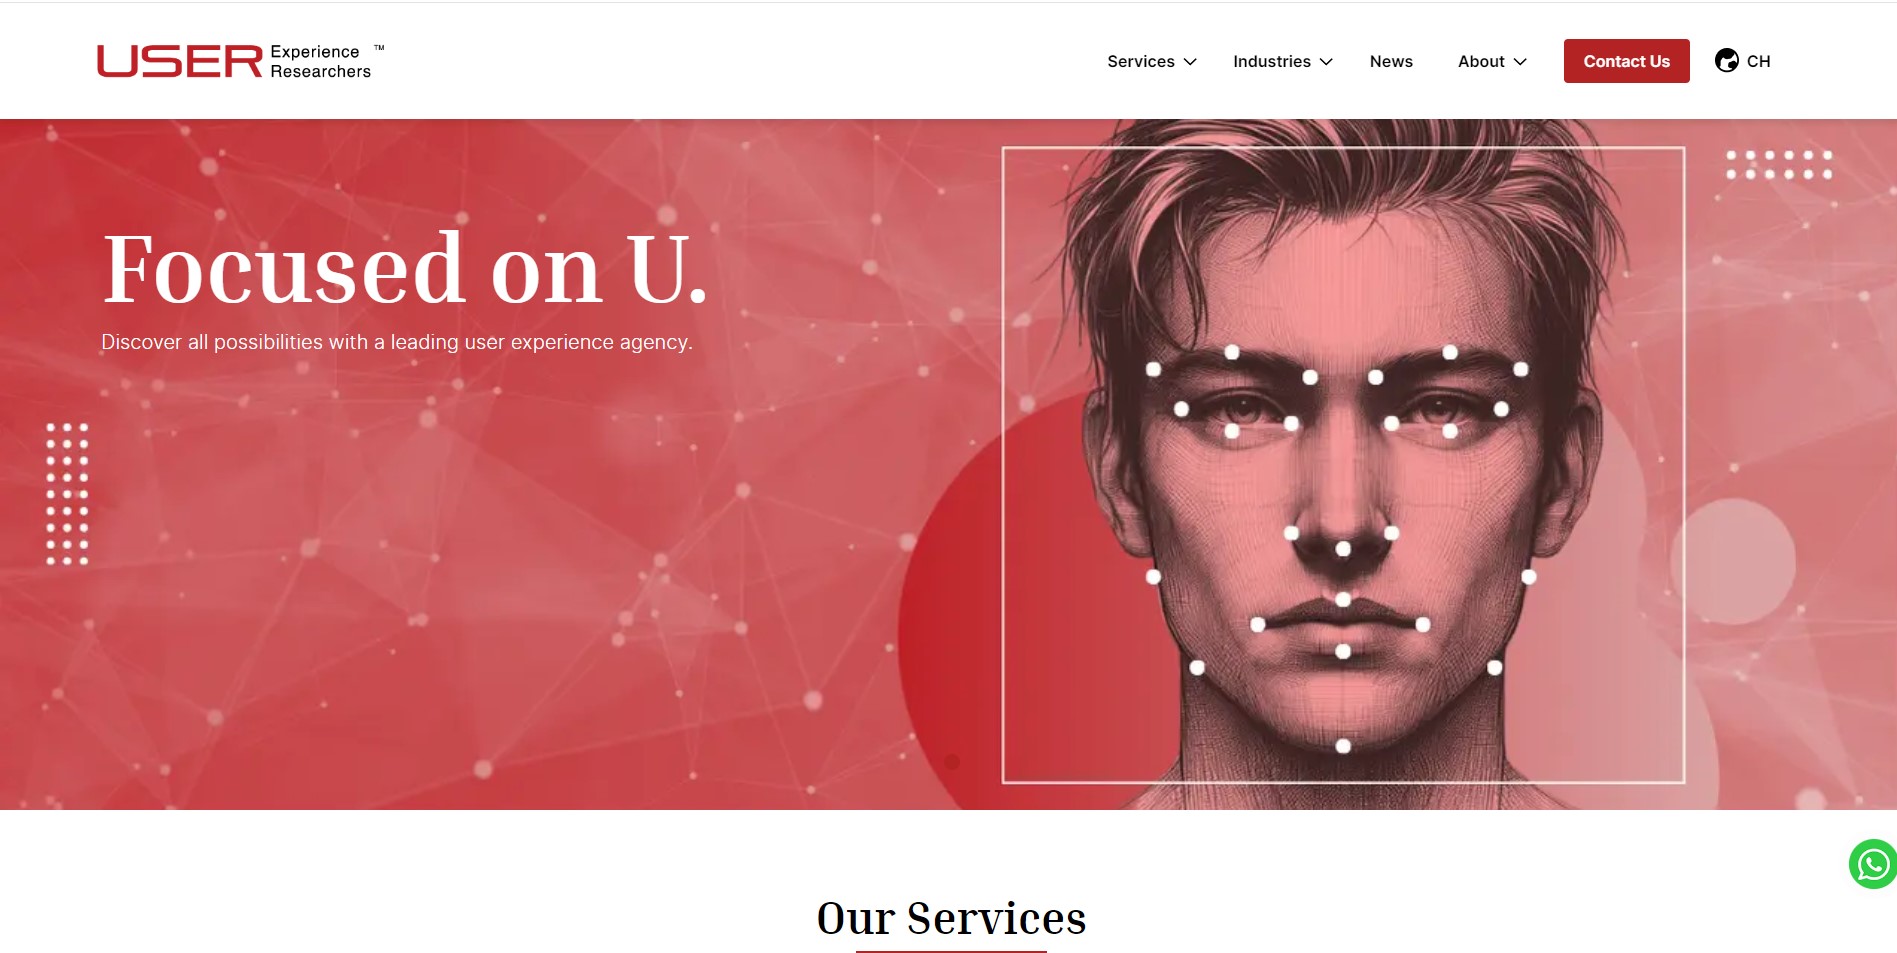 USER Experience Researchers ™
Services
Industries
News
About
Contact Us
CH
Focused on U.
Discover all possibilities with a leading user experience agency.
Our Services